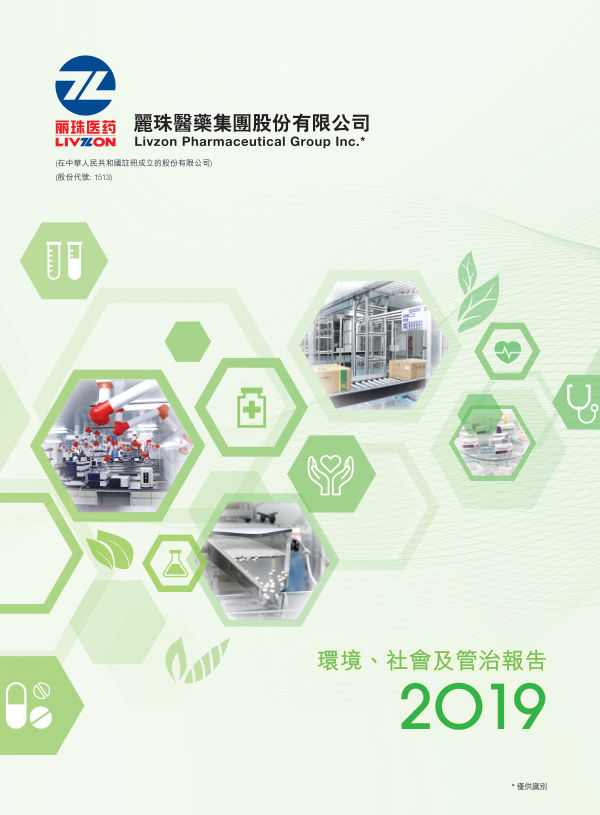 丽珠医药
LIVZON
麗珠醫藥集團股份有限公司
Livzon Pharmaceutical Group Inc.*
(在中華人民共和國註冊成立的股份有限公司)
(股份代號: 1513)
環境、社會及管治報告
2019
* 僅供識別